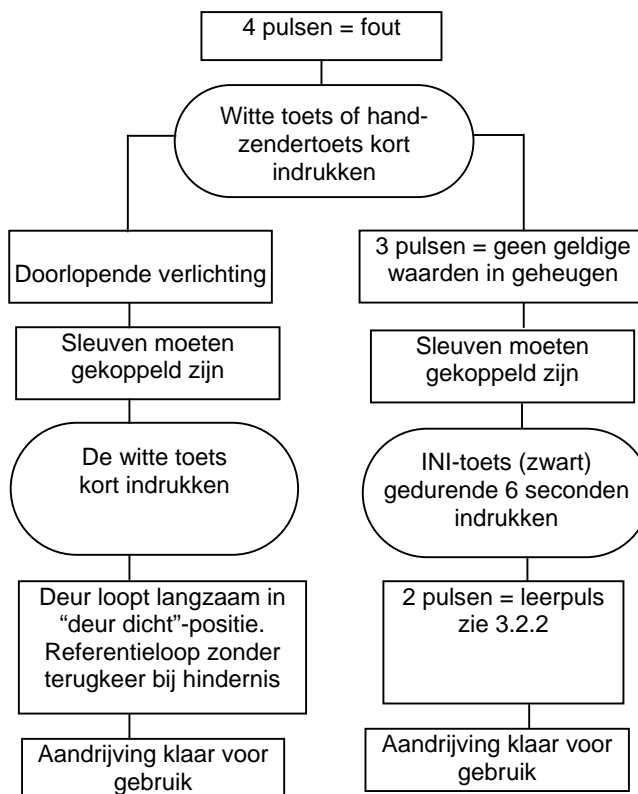 4 pulsen = fout
Witte toets of hand-
zendertoets kort
indrukken
Doorlopende verlichting
Sleuven moeten
gekoppeld zijn
De witte toets
kort indrukken
Deur loopt langzaam in
“deur dicht”-positie.
Referentieloop zonder
terugkeer bij hindernis
Aandrijving klaar voor
gebruik
3 pulsen = geen geldige
waarden in geheugen
Sleuven moeten
gekoppeld zijn
INI-toets (zwart)
gedurende 6 seconden
indrukken
2 pulsen = leerpuls
zie 3.2.2
Aandrijving klaar voor
gebruik